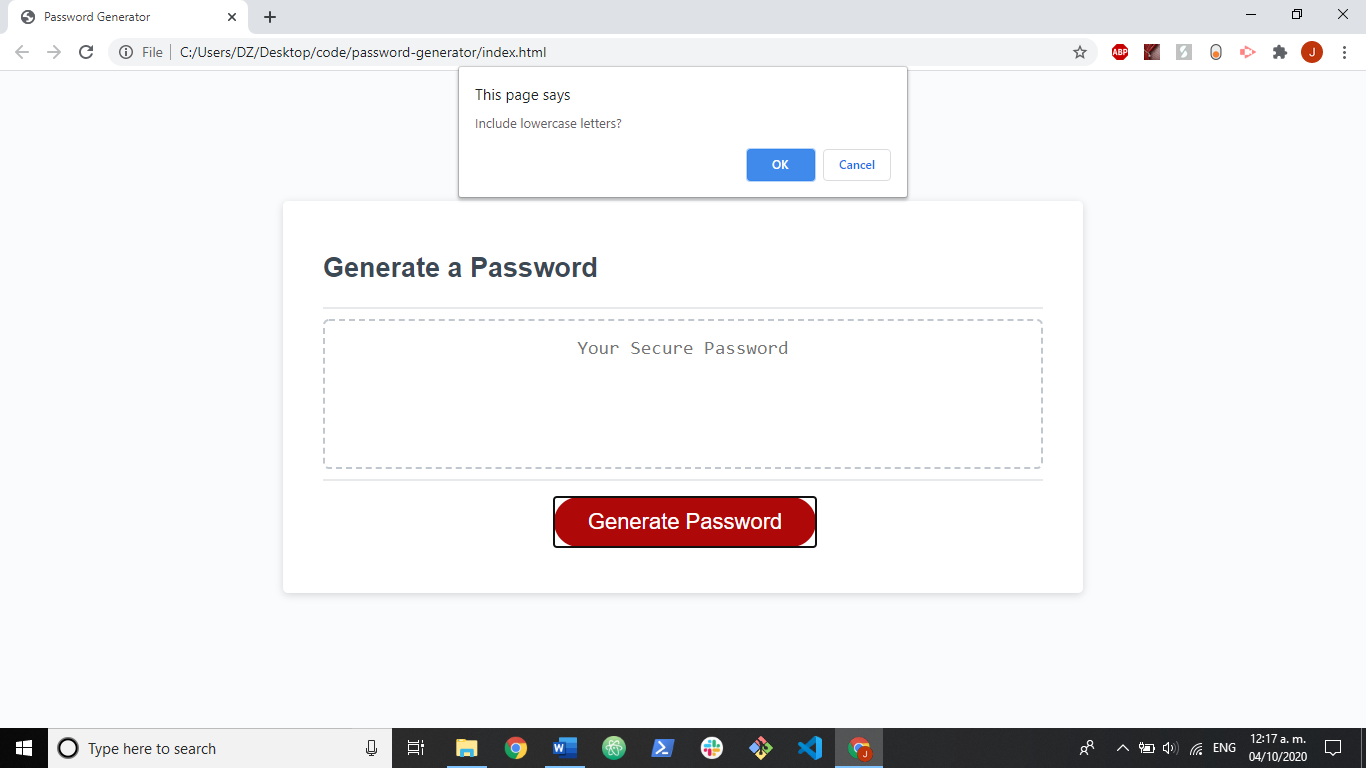 Password Generator
File C:/Users/DZ/Desktop/code/password-generator/index.html
ABP
J
This page says
Include lowercase letters?
OK Cancel
Generate a Password
Your Secure Password
Generate Password
Type here to search
W
J
ENG
12:17 a. m.
04/10/2020